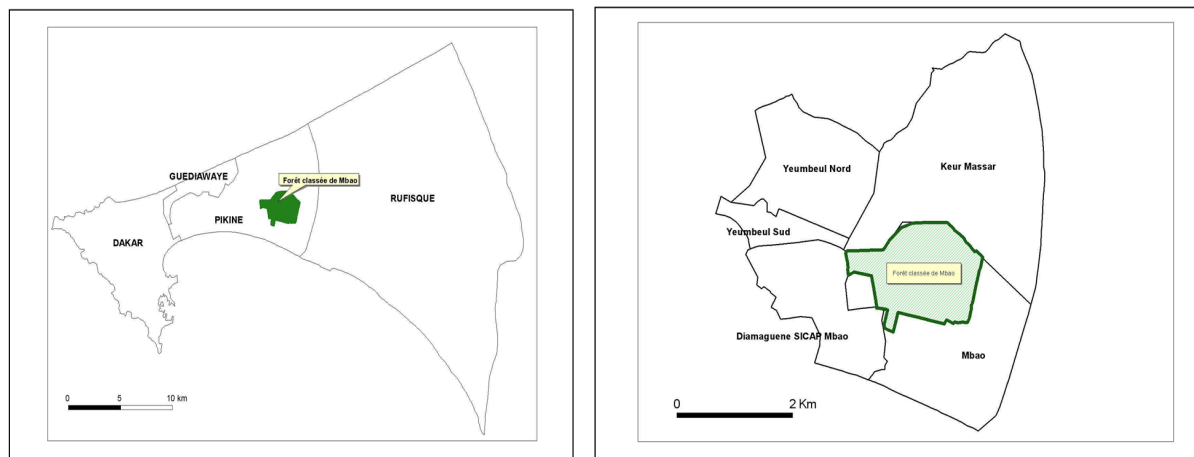 GUEDIAWAYE
Forêt classée de Mbao
RUFISQUE
PIKINE
DAKAR
0 5 10 km
Yeumbeul Nord
Keur Massar
Yeumbeul Sud
Forêt classée de Mbao
Diamaguene SICAP Mbao
Mbao
0 2 Km